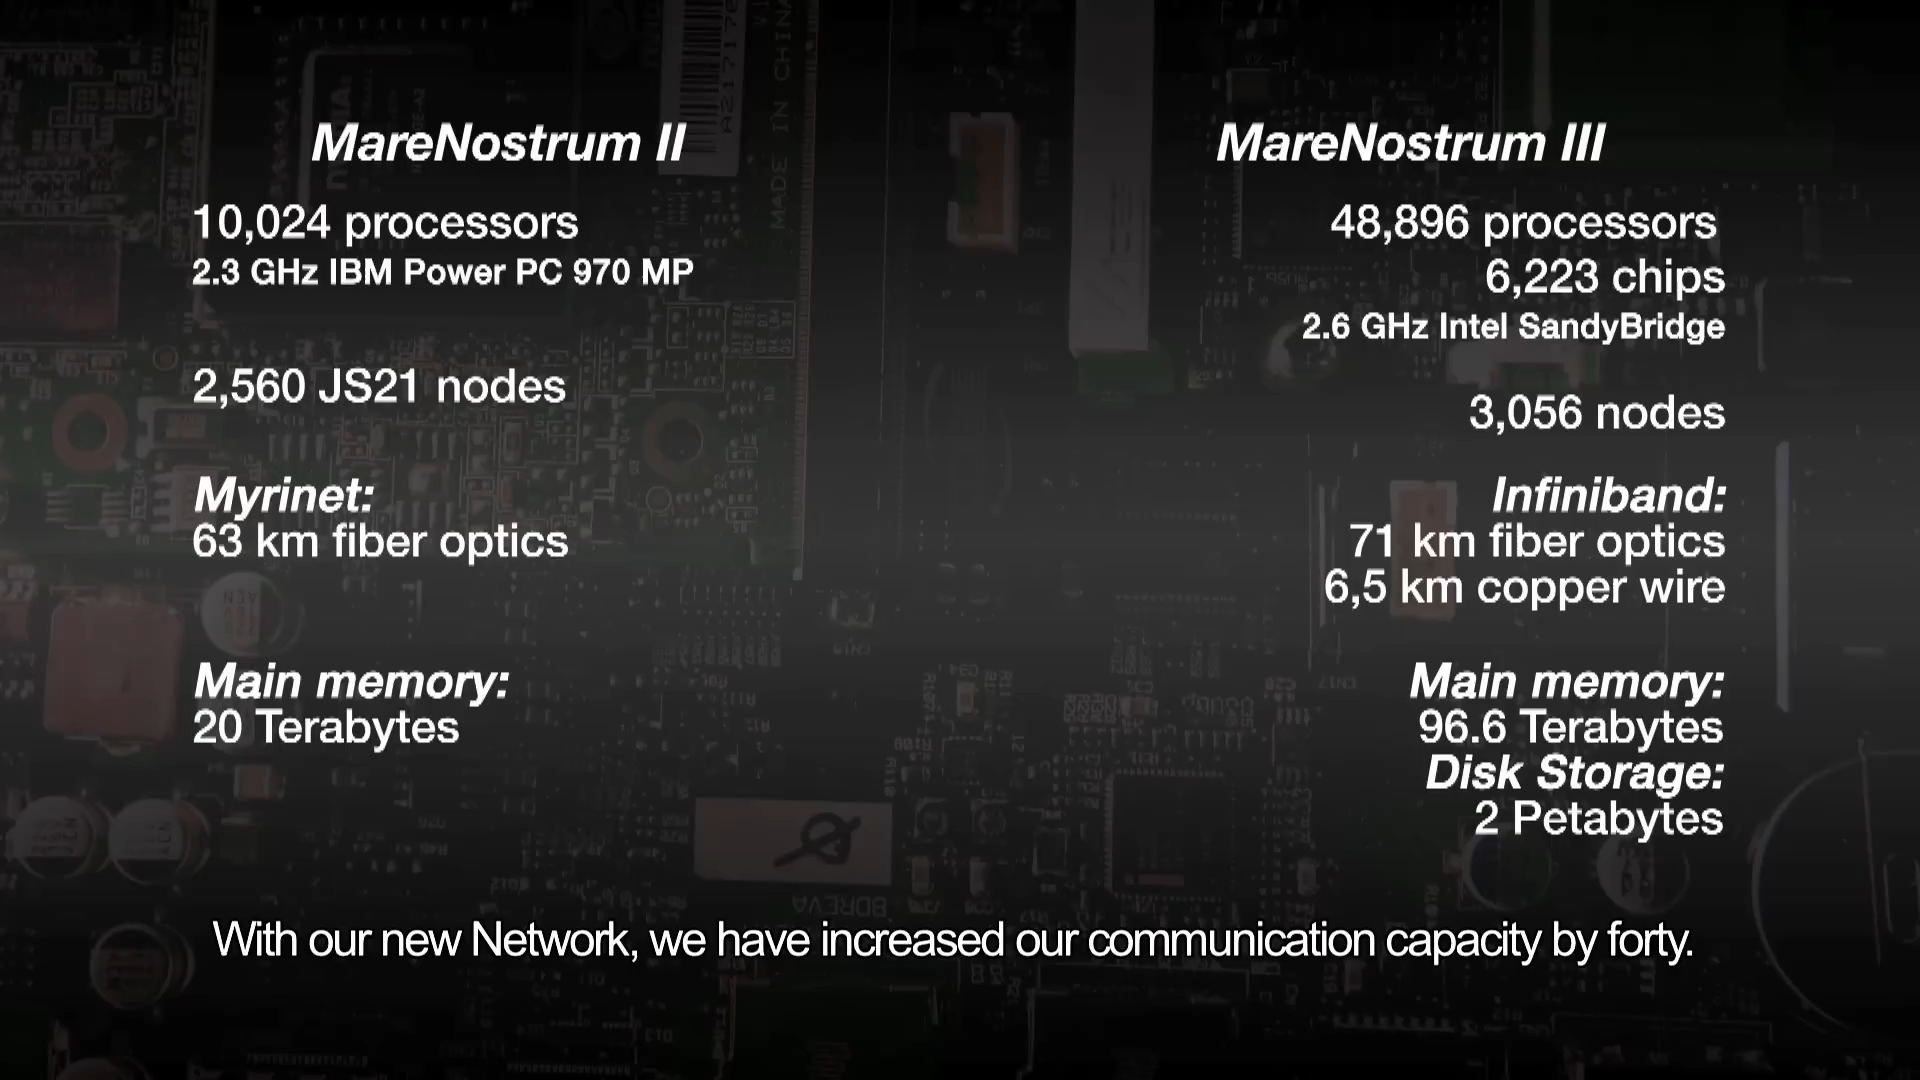 MareNostrum II
10,024 processors
2.3 GHz IBM Power PC 970 MP
2,560 JS21 nodes
Myrinet:
63 km fiber optics
Main memory:
20 Terabytes
MareNostrum III
48,896 processors
6,223 chips
2.6 GHz Intel SandyBridge
3,056 nodes
Infiniband:
71 km fiber optics
6,5 km copper wire
Main memory:
96.6 Terabytes
Disk Storage:
2 Petabytes
With our new Network, we have increased our communication capacity by forty.
MADE IN CHINA